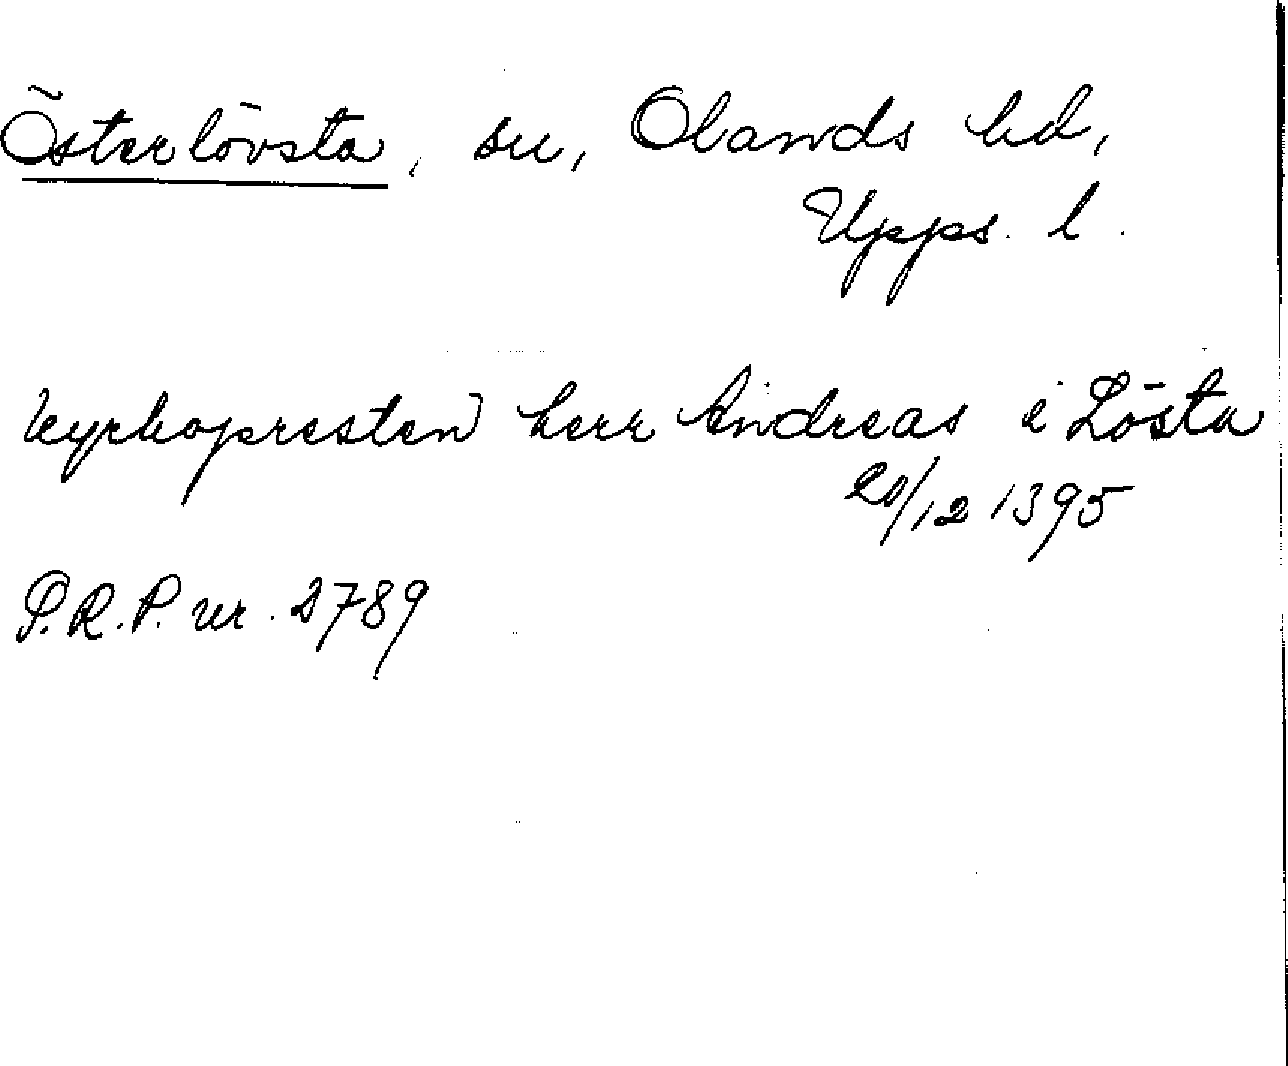 Österlövsta, sn, Olands hd,
Upps. l.
kyrkopresten herr Andreas i Lösta
20/12 1395
S.R.P. nr. 2789